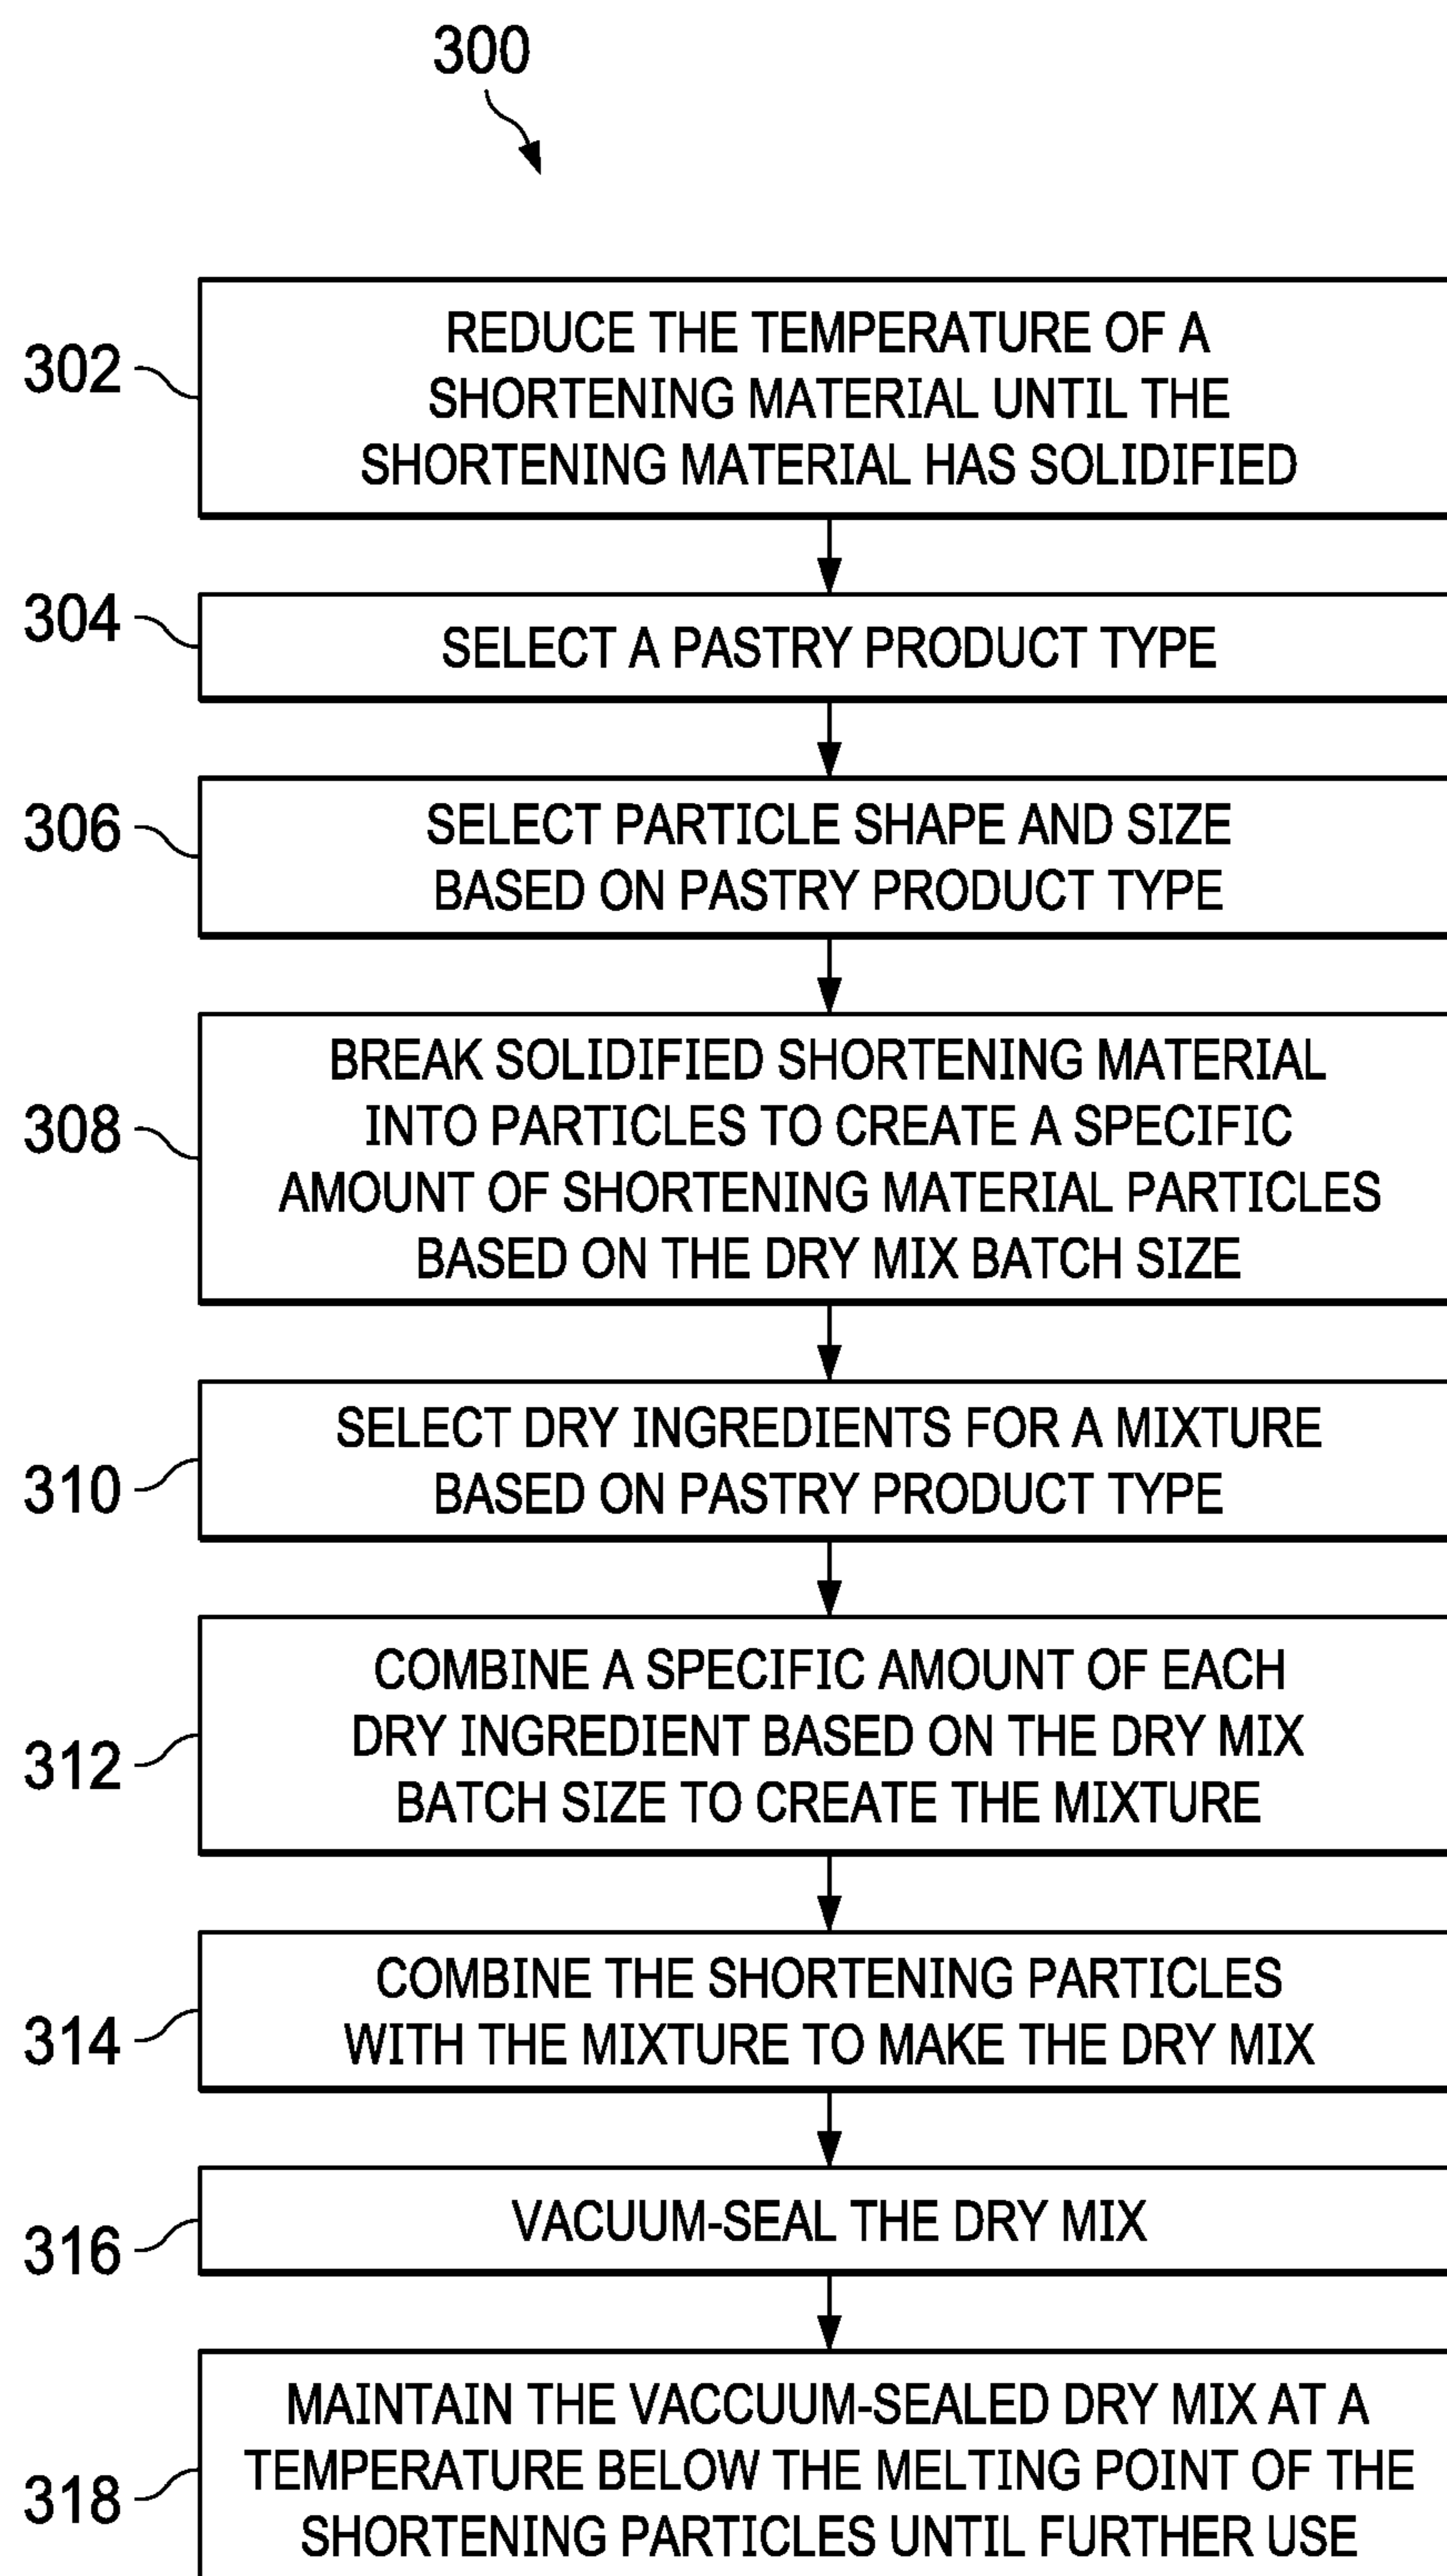 300
302
REDUCE THE TEMPERATURE OF A
SHORTENING MATERIAL UNTIL THE
SHORTENING MATERIAL HAS SOLIDIFIED
304
SELECT A PASTRY PRODUCT TYPE
306
SELECT PARTICLE SHAPE AND SIZE
BASED ON PASTRY PRODUCT TYPE
308
BREAK SOLIDIFIED SHORTENING MATERIAL
INTO PARTICLES TO CREATE A SPECIFIC
AMOUNT OF SHORTENING MATERIAL PARTICLES
BASED ON THE DRY MIX BATCH SIZE
310
SELECT DRY INGREDIENTS FOR A MIXTURE
BASED ON PASTRY PRODUCT TYPE
312
COMBINE A SPECIFIC AMOUNT OF EACH
DRY INGREDIENT BASED ON THE DRY MIX
BATCH SIZE TO CREATE THE MIXTURE
314
COMBINE THE SHORTENING PARTICLES
WITH THE MIXTURE TO MAKE THE DRY MIX
316
VACUUM-SEAL THE DRY MIX
318
MAINTAIN THE VACCUUM-SEALED DRY MIX AT A
TEMPERATURE BELOW THE MELTING POINT OF THE
SHORTENING PARTICLES UNTIL FURTHER USE